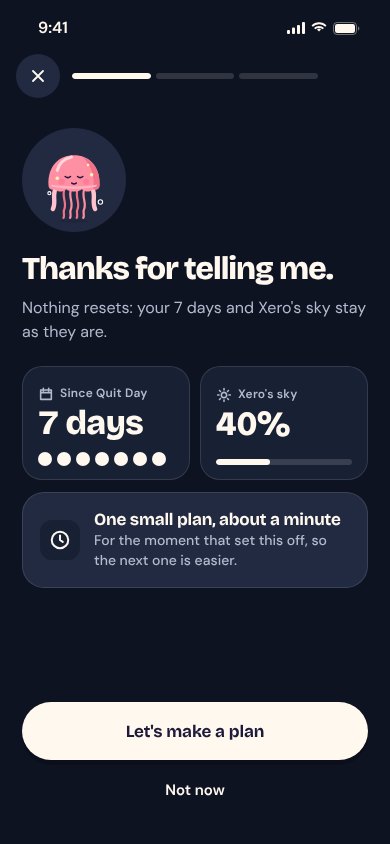 9:41
Thanks for telling me.
Nothing resets: your 7 days and Xero's sky stay
as they are.
Since Quit Day
7 days
Xero's sky
40%
One small plan, about a minute
For the moment that set this off, so
the next one is easier.
Let's make a plan
Not now